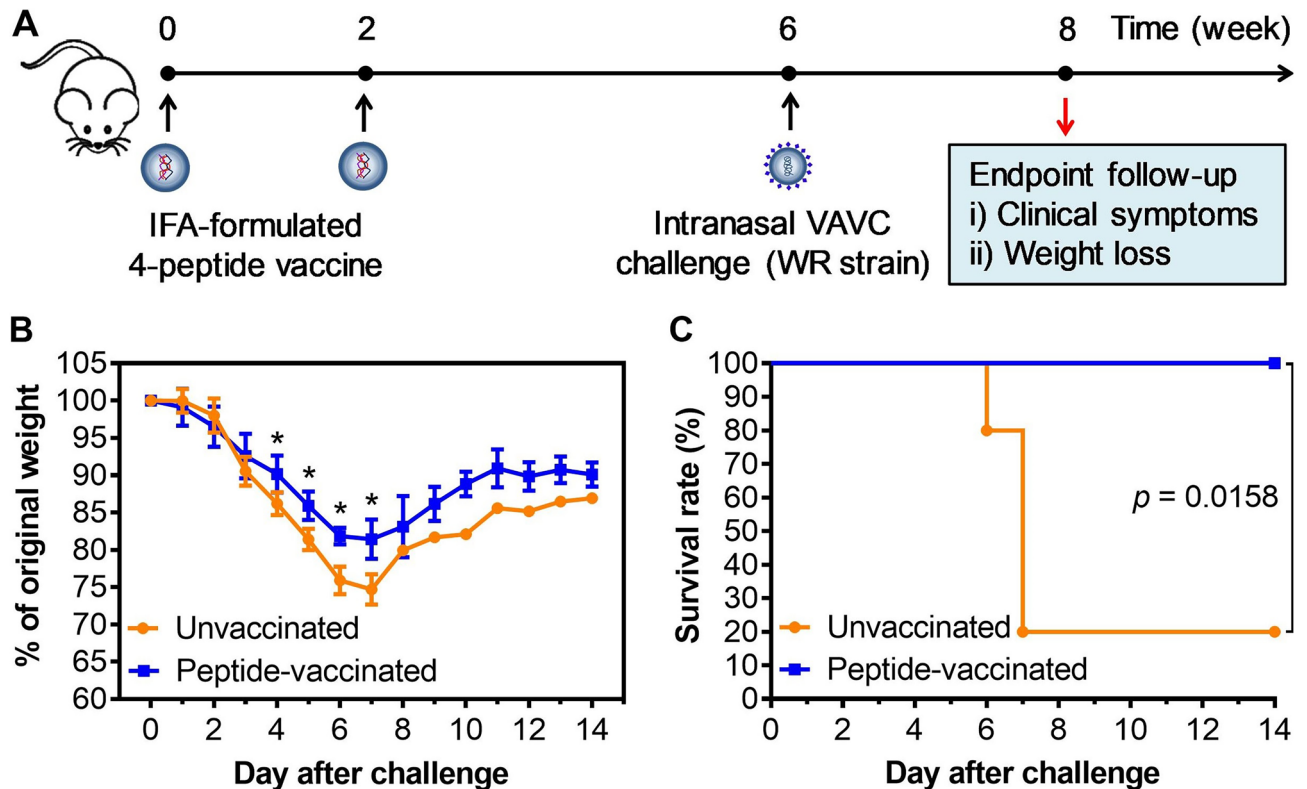 A
0 2 6 8 Time (week)
IFA-formulated
4-peptide vaccine
Intranasal VAVC
challenge (WR strain)
Endpoint follow-up
i) Clinical symptoms
ii) Weight loss
B
105
100
95
90
85
80
75
70
65
60
% of original weight
* * * *
Unvaccinated
Peptide-vaccinated
0 2 4 6 8 10 12 14
Day after challenge
C
100
90
80
70
60
50
40
30
20
10
0
Survival rate (%)
p = 0.0158
Unvaccinated
Peptide-vaccinated
0 2 4 6 8 10 12 14
Day after challenge